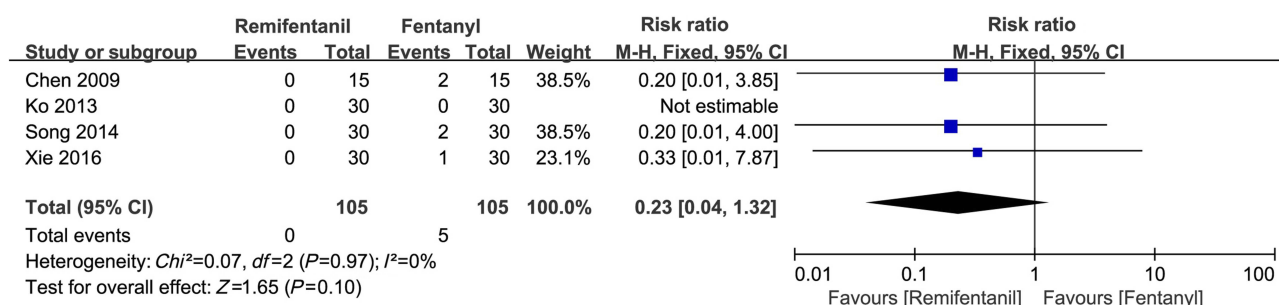 Remifentanil Fentanyl Risk ratio Risk ratio
Study or subgroup Events Total Events Total Weight M-H, Fixed, 95% CI M-H, Fixed, 95% CI
Chen 2009 0 15 2 15 38.5% 0.20 [0.01, 3.85]
Ko 2013 0 30 0 30 Not estimable
Song 2014 0 30 2 30 38.5% 0.20 [0.01, 4.00]
Xie 2016 0 30 1 30 23.1% 0.33 [0.01, 7.87]
Total (95% CI) 105 105 100.0% 0.23 [0.04, 1.32]
Total events 0 5
Heterogeneity: Chi²=0.07, df=2 (P=0.97); I²=0%
Test for overall effect: Z=1.65 (P=0.10)
0.01 0.1 1 10 100
Favours [Remifentanil] Favours [Fentanyl]